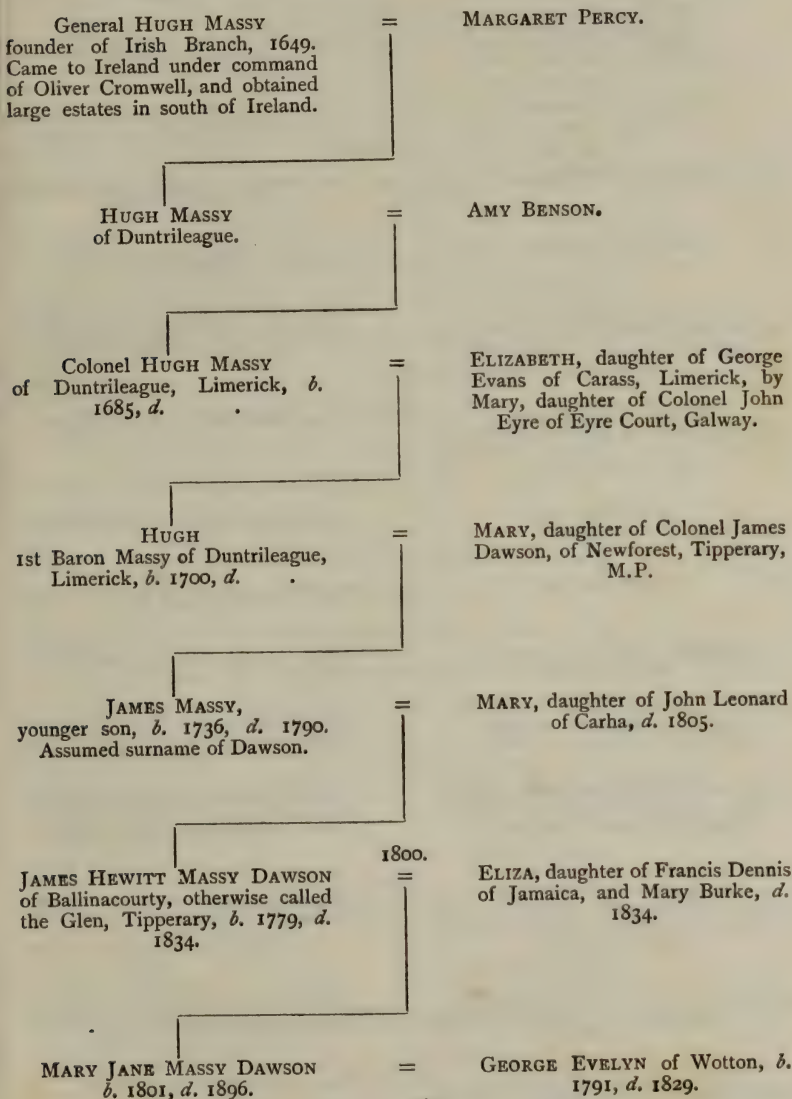 General HUGH MASSY
founder of Irish Branch, 1649.
Came to Ireland under command
of Oliver Cromwell, and obtained
large estates in south of Ireland.
=
MARGARET PERCY.
HUGH MASSY
of Duntrileague.
=
AMY BENSON.
Colonel HUGH MASSY
of Duntrileague, Limerick, b.
1685, d. .
=
ELIZABETH, daughter of George
Evans of Carass, Limerick, by
Mary, daughter of Colonel John
Eyre of Eyre Court, Galway.
HUGH
1st Baron Massy of Duntrileague,
Limerick, b. 1700, d. .
=
MARY, daughter of Colonel James
Dawson, of Newforest, Tipperary,
M.P.
JAMES MASSY,
younger son, b. 1736, d. 1790.
Assumed surname of Dawson.
=
MARY, daughter of John Leonard
of Carha, d. 1805.
JAMES HEWITT MASSY DAWSON
of Ballinacourty, otherwise called
the Glen, Tipperary, b. 1779, d.
1834.
1800.
=
ELIZA, daughter of Francis Dennis
of Jamaica, and Mary Burke, d.
1834.
MARY JANE MASSY DAWSON
b. 1801, d. 1896.
=
GEORGE EVELYN of Wotton, b.
1791, d. 1829.